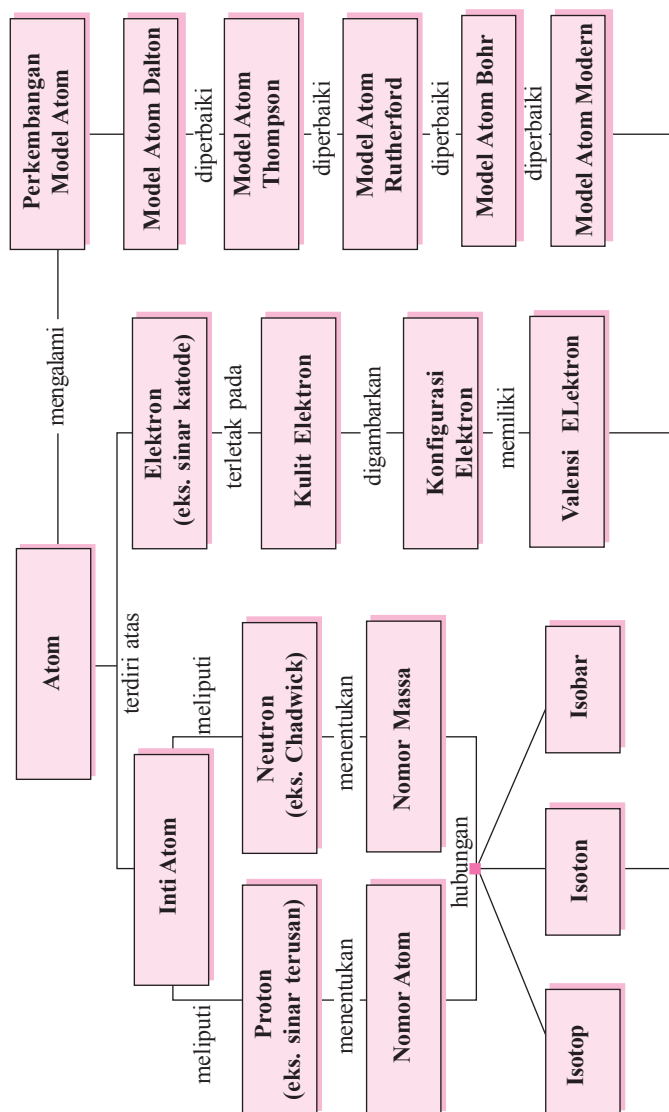 Atom
mengalami
Perkembangan
Model Atom
terdiri atas
Inti Atom
meliputi
meliputi
Proton
(eks. sinar terusan)
Neutron
(eks. Chadwick)
menentukan
menentukan
Nomor Atom
Nomor Massa
hubungan
Isotop
Isoton
Isobar
Elektron
(eks. sinar katode)
terletak pada
Kulit Elektron
digambarkan
Konfigurasi
Elektron
memiliki
Valensi ELektron
Model Atom Dalton
diperbaiki
Model Atom
Thompson
diperbaiki
Model Atom
Rutherford
diperbaiki
Model Atom Bohr
diperbaiki
Model Atom Modern